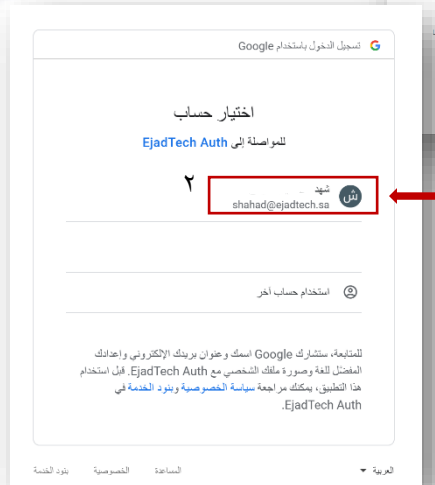 تسجيل الدخول باستخدام Google
اختيار حساب
للمواصلة إلى EjadTech Auth
٢
ش
شهد
shahad@ejadtech.sa
استخدام حساب آخر
للمتابعة، ستشارك Google اسمك وعنوان بريدك الإلكتروني وإعدادك
المفضّل للغة وصورة ملفك الشخصي مع EjadTech Auth. قبل استخدام
هذا التطبيق، يمكنك مراجعة سياسة الخصوصية وبنود الخدمة في
EjadTech Auth.
العربية
المساعدة
الخصوصية
بنود الخدمة